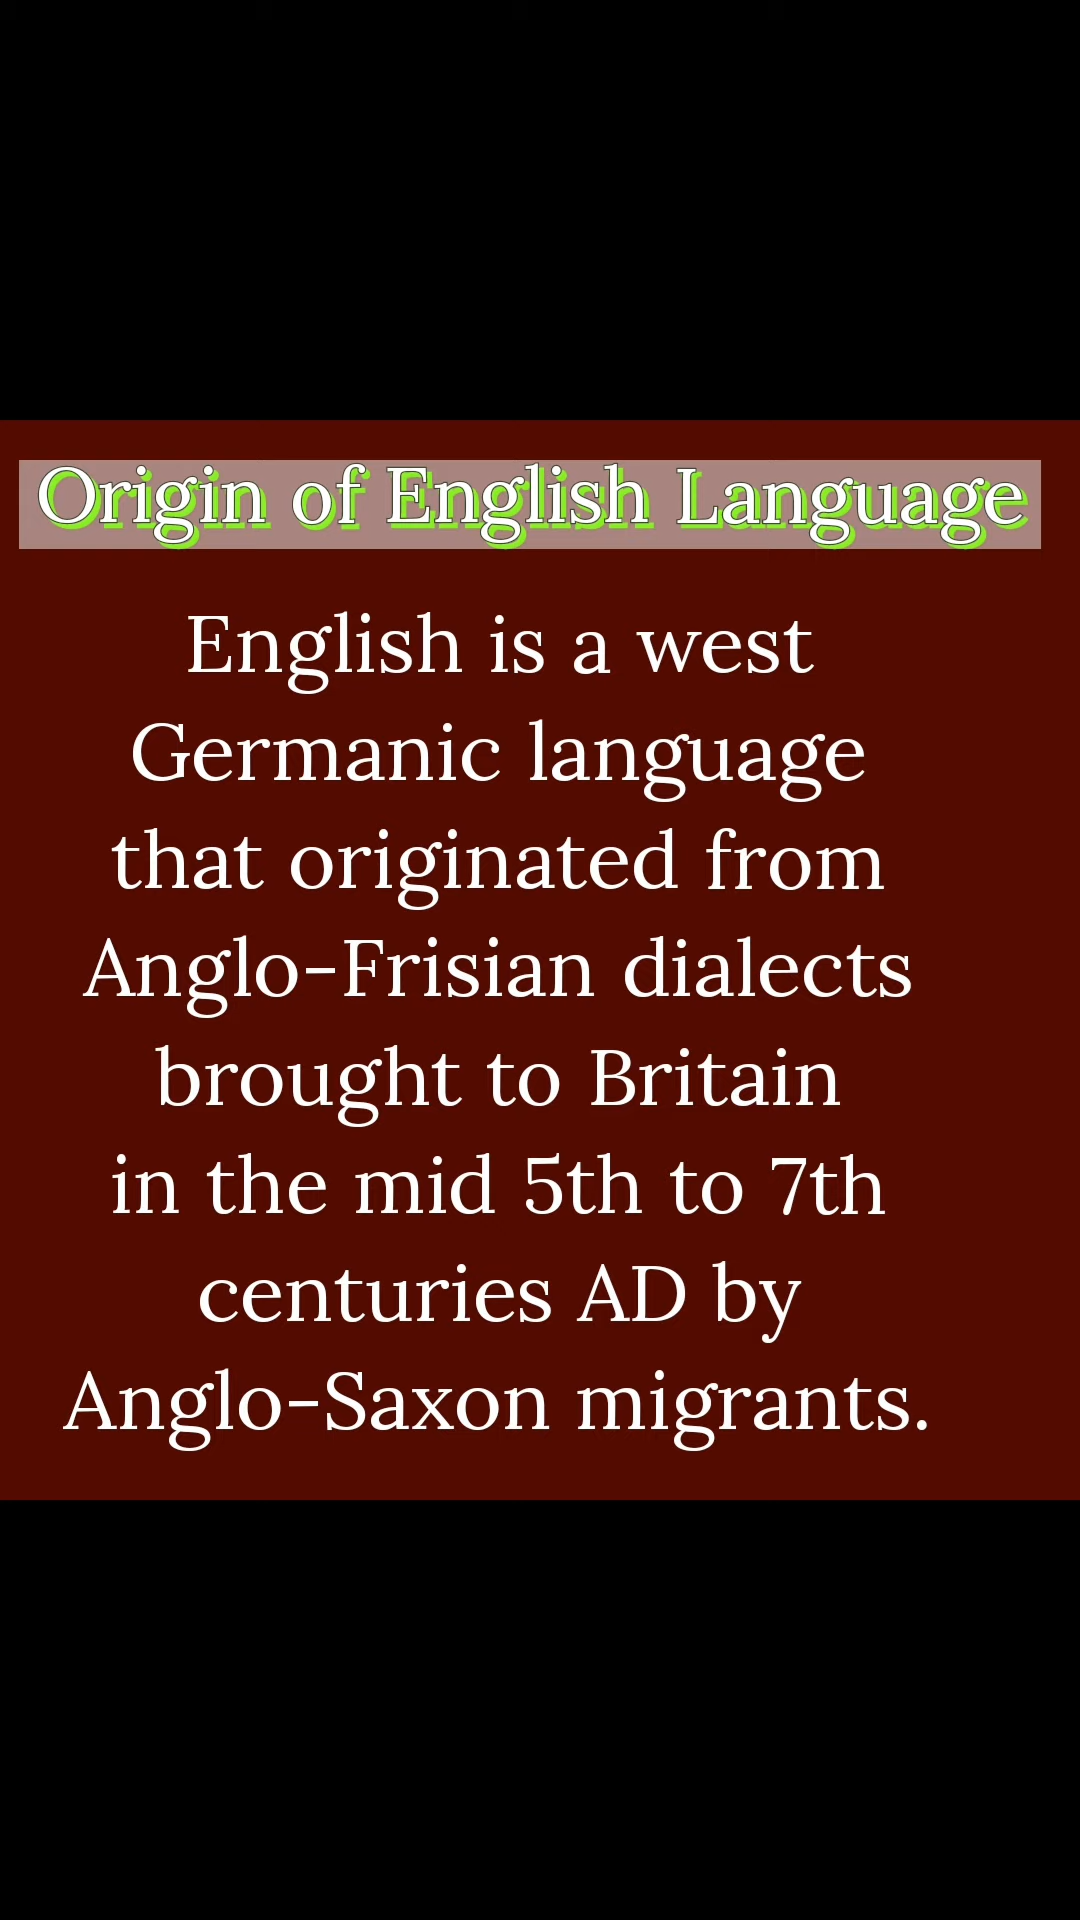 Origin of English Language
English is a west
Germanic language
that originated from
Anglo-Frisian dialects
brought to Britain
in the mid 5th to 7th
centuries AD by
Anglo-Saxon migrants.